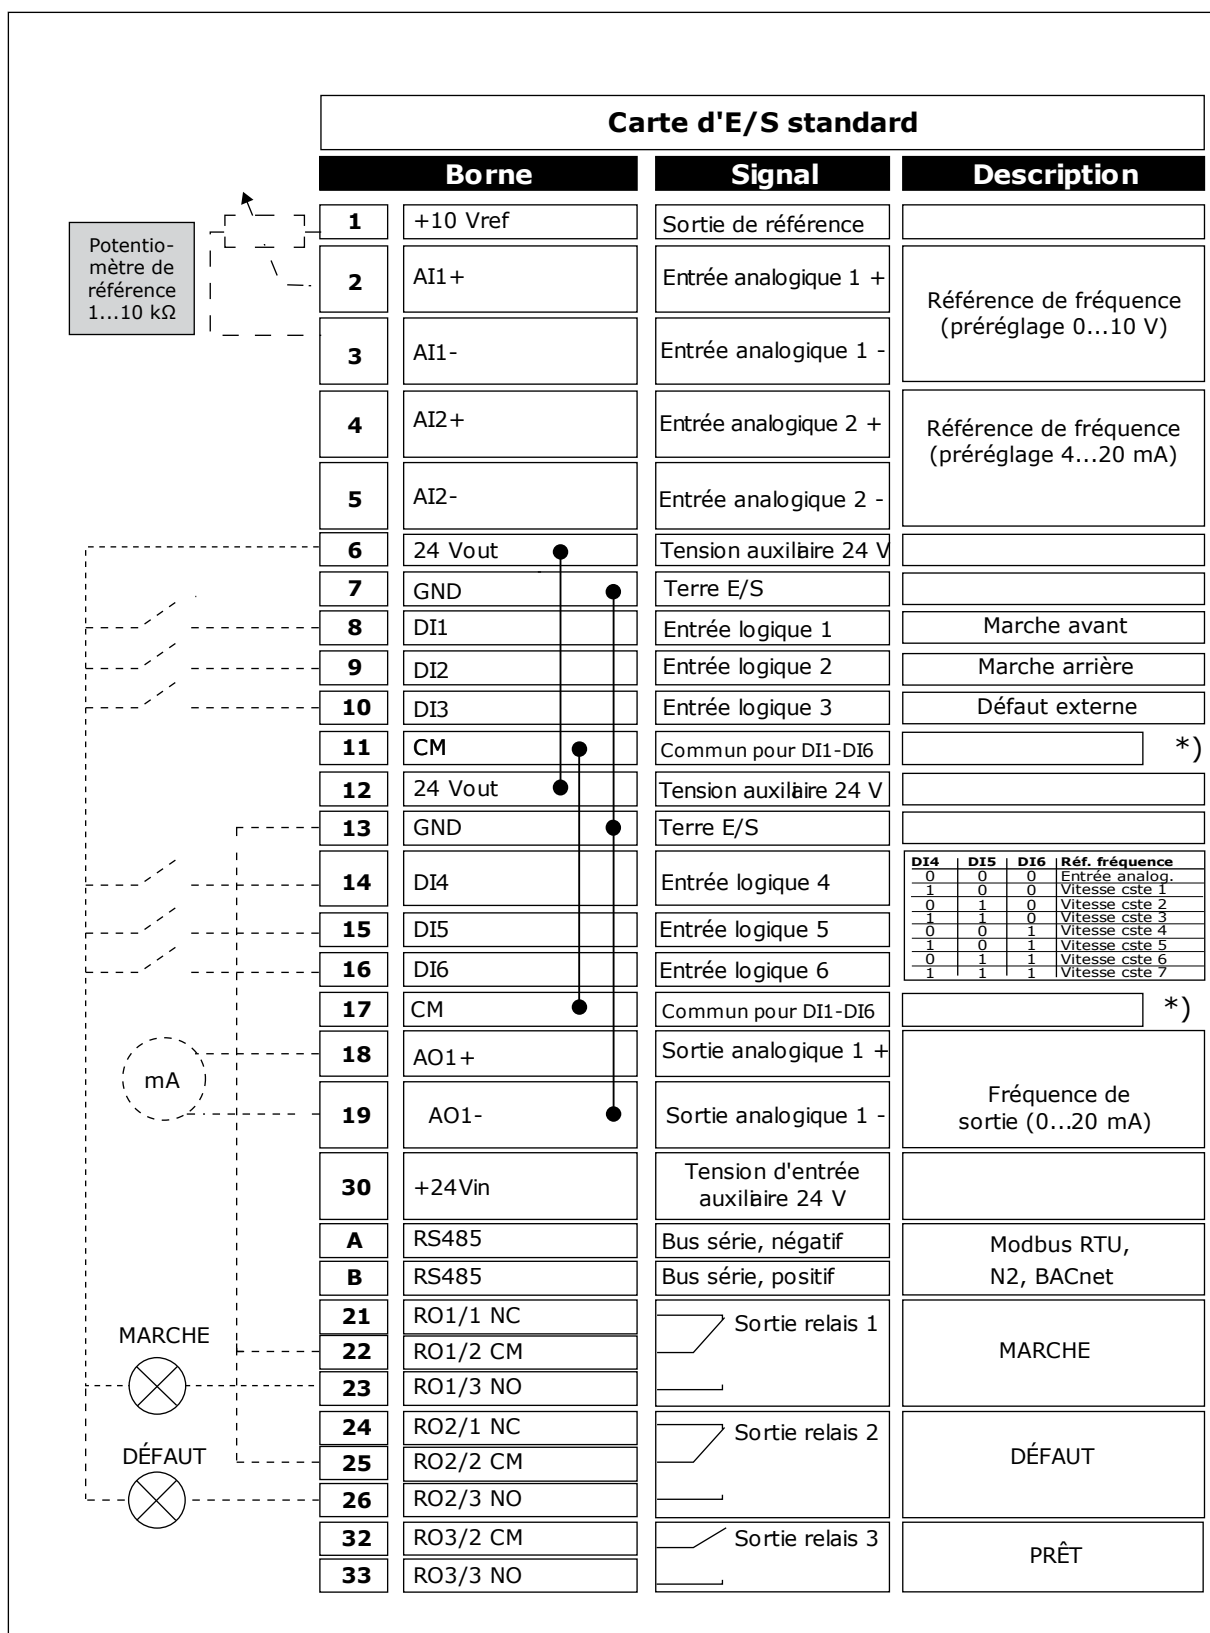 Carte d'E/S standard
Borne Signal Description
1 +10 Vref Sortie de référence
Potentio-
mètre de
référence
1...10 kΩ
2 AI1+ Entrée analogique 1 +
Référence de fréquence
(préréglage 0...10 V)
3 AI1- Entrée analogique 1 -
4 AI2+ Entrée analogique 2 +
Référence de fréquence
(préréglage 4...20 mA)
5 AI2- Entrée analogique 2 -
6 24 Vout Tension auxiliaire 24 V
7 GND Terre E/S
8 DI1 Entrée logique 1 Marche avant
9 DI2 Entrée logique 2 Marche arrière
10 DI3 Entrée logique 3 Défaut externe
11 CM Commun pour DI1-DI6 *)
12 24 Vout Tension auxiliaire 24 V
13 GND Terre E/S
14 DI4 Entrée logique 4
DI4 DI5 DI6 Réf. fréquence
0 0 0 Entrée analog.
1 0 0 Vitesse cste 1
0 1 0 Vitesse cste 2
1 1 0 Vitesse cste 3
0 0 1 Vitesse cste 4
1 0 1 Vitesse cste 5
0 1 1 Vitesse cste 6
1 1 1 Vitesse cste 7
15 DI5 Entrée logique 5
16 DI6 Entrée logique 6
17 CM Commun pour DI1-DI6 *)
18 AO1+ Sortie analogique 1 +
mA
Fréquence de
sortie (0...20 mA)
19 AO1- Sortie analogique 1 -
30 +24Vin Tension d'entrée
auxiliaire 24 V
A RS485 Bus série, négatif
Modbus RTU,
N2, BACnet
B RS485 Bus série, positif
21 RO1/1 NC Sortie relais 1
MARCHE
22 RO1/2 CM MARCHE
23 RO1/3 NO
24 RO2/1 NC Sortie relais 2
DÉFAUT
25 RO2/2 CM DÉFAUT
26 RO2/3 NO
32 RO3/2 CM Sortie relais 3
PRÊT
33 RO3/3 NO